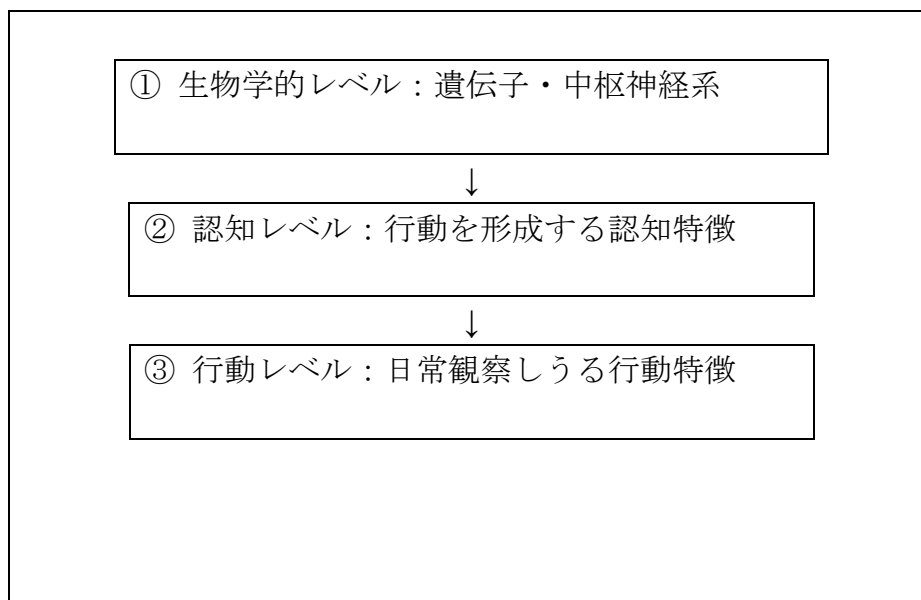 ① 生物学的レベル：遺伝子・中枢神経系
↓
② 認知レベル：行動を形成する認知特徴
↓
③ 行動レベル：日常観察しうる行動特徴